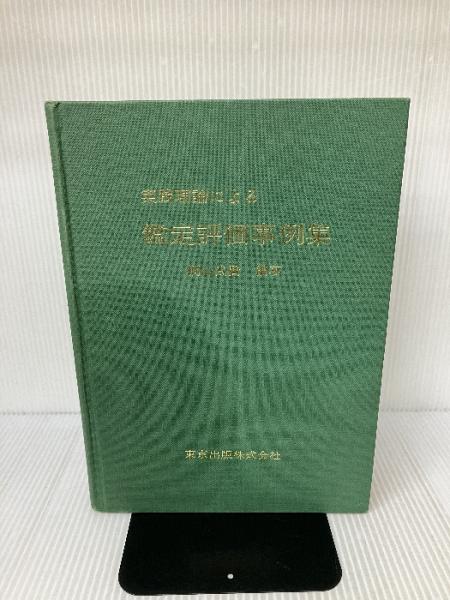 実践理論による
鑑定評価事例集
編著
東京出版株式会社